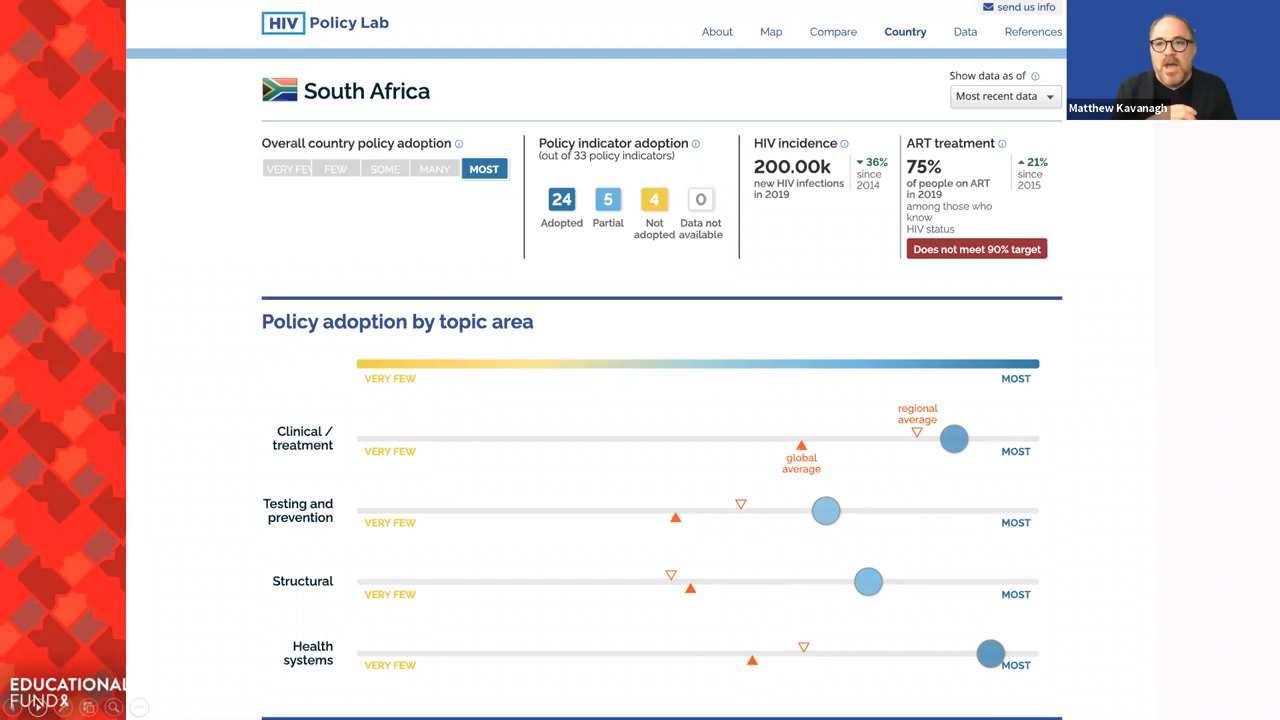 HIV Policy Lab
send us info
About Map Compare Country Data References
Matthew Kavanagh
South Africa
Show data as of
Most recent data
Overall country policy adoption
VERY FEW FEW SOME MANY MOST
Policy indicator adoption
(out of 33 policy indicators)
24 5 4 0
Adopted Partial Not adopted Data not available
HIV incidence
200.00k
new HIV infections
in 2019
36%
since
2014
ART treatment
75%
of people on ART
in 2019
among those who
know
HIV status
21%
since
2015
Does not meet 90% target
Policy adoption by topic area
VERY FEW MOST
regional
average
Clinical /
treatment
VERY FEW MOST
global
average
Testing and
prevention
VERY FEW MOST
Structural
VERY FEW MOST
Health
systems
VERY FEW MOST
EDUCATIONAL
FUND